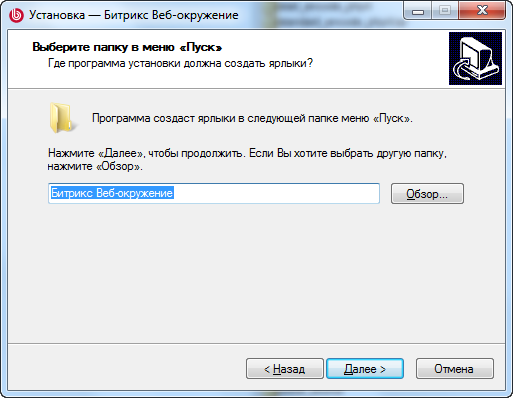 Установка — Битрикс Веб-окружение
Выберите папку в меню «Пуск»
Где программа установки должна создать ярлыки?
Программа создаст ярлыки в следующей папке меню «Пуск».
Нажмите «Далее», чтобы продолжить. Если Вы хотите выбрать другую папку,
нажмите «Обзор».
Битрикс Веб-окружение
Обзор...
< Назад
Далее >
Отмена